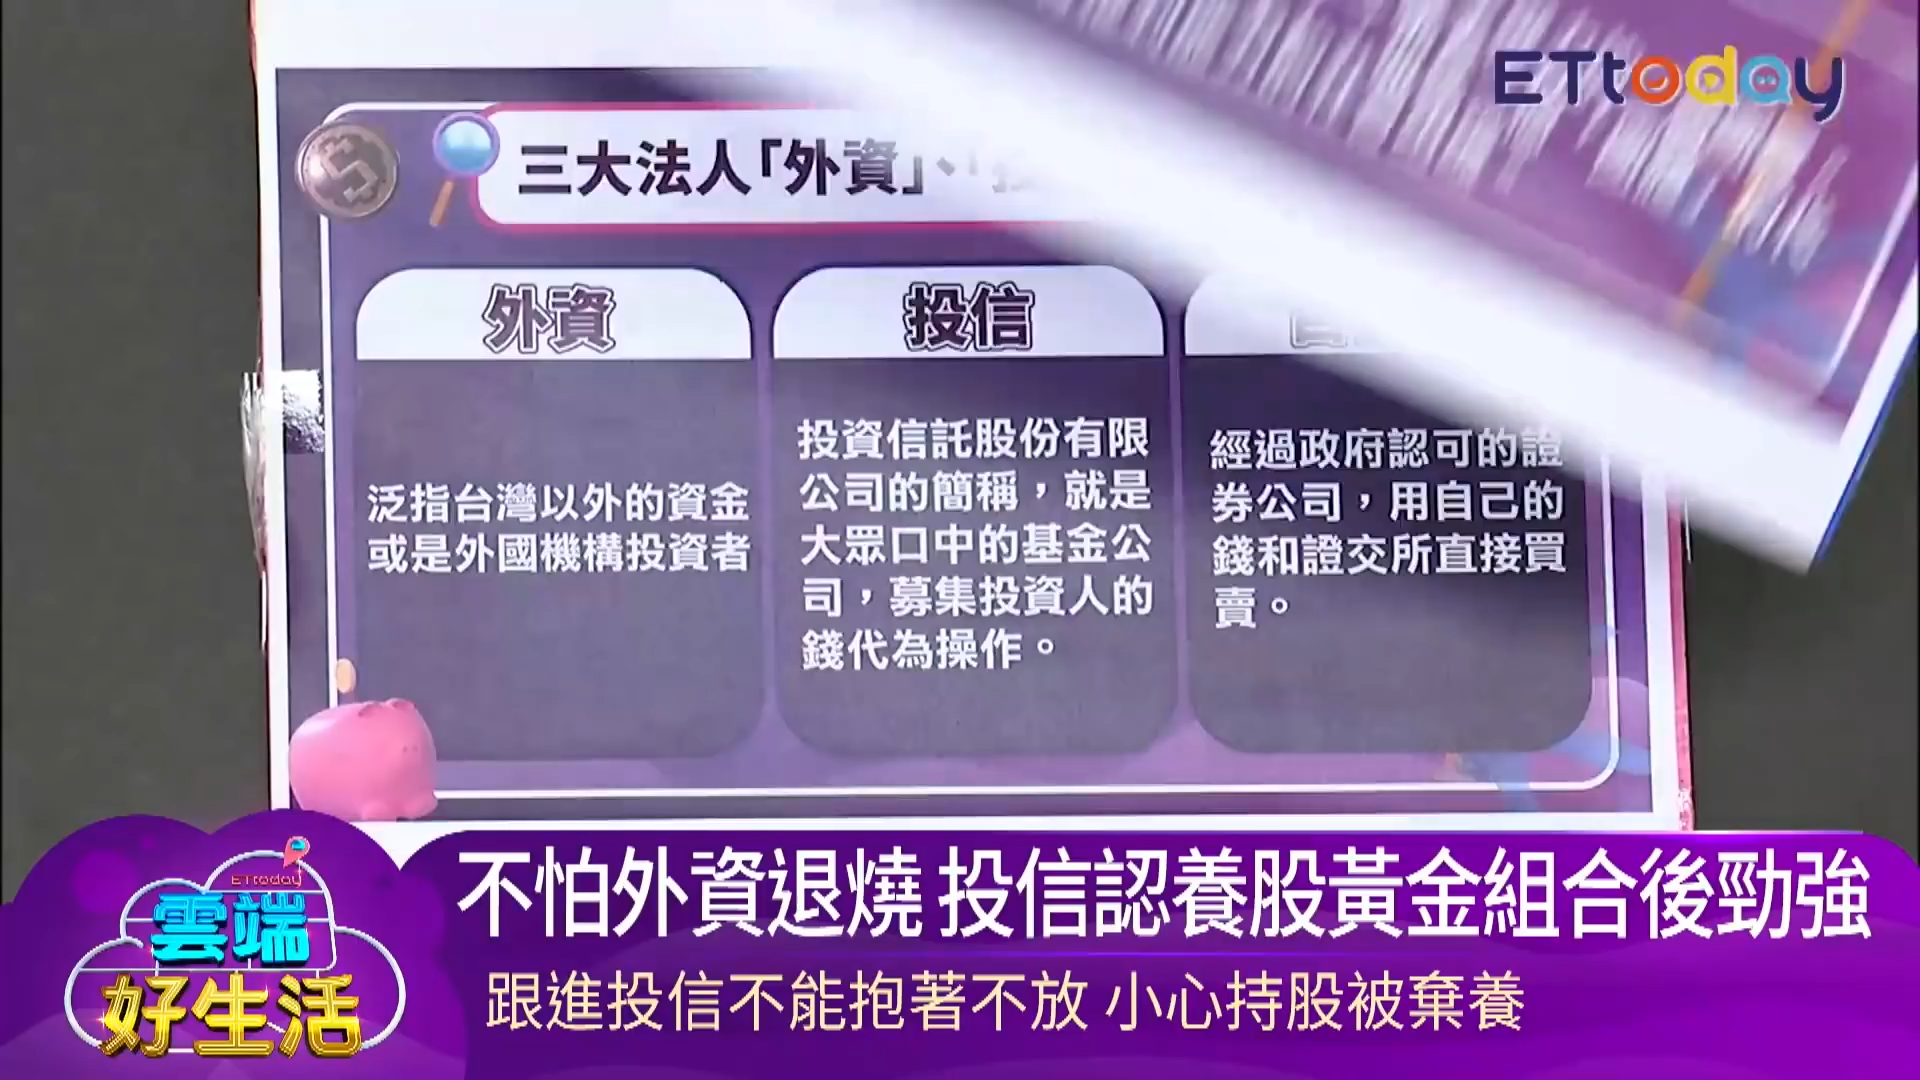 ETtoday
三大法人「外資」、「投
外資
泛指台灣以外的資金
或是外國機構投資者
投信
投資信託股份有限
公司的簡稱，就是
大眾口中的基金公
司，募集投資人的
錢代為操作。
經過政府認可的證
券公司，用自己的
錢和證交所直接買
賣。
ETtoday
雲端
好生活
不怕外資退燒 投信認養股黃金組合後勁強
跟進投信不能抱著不放 小心持股被棄養